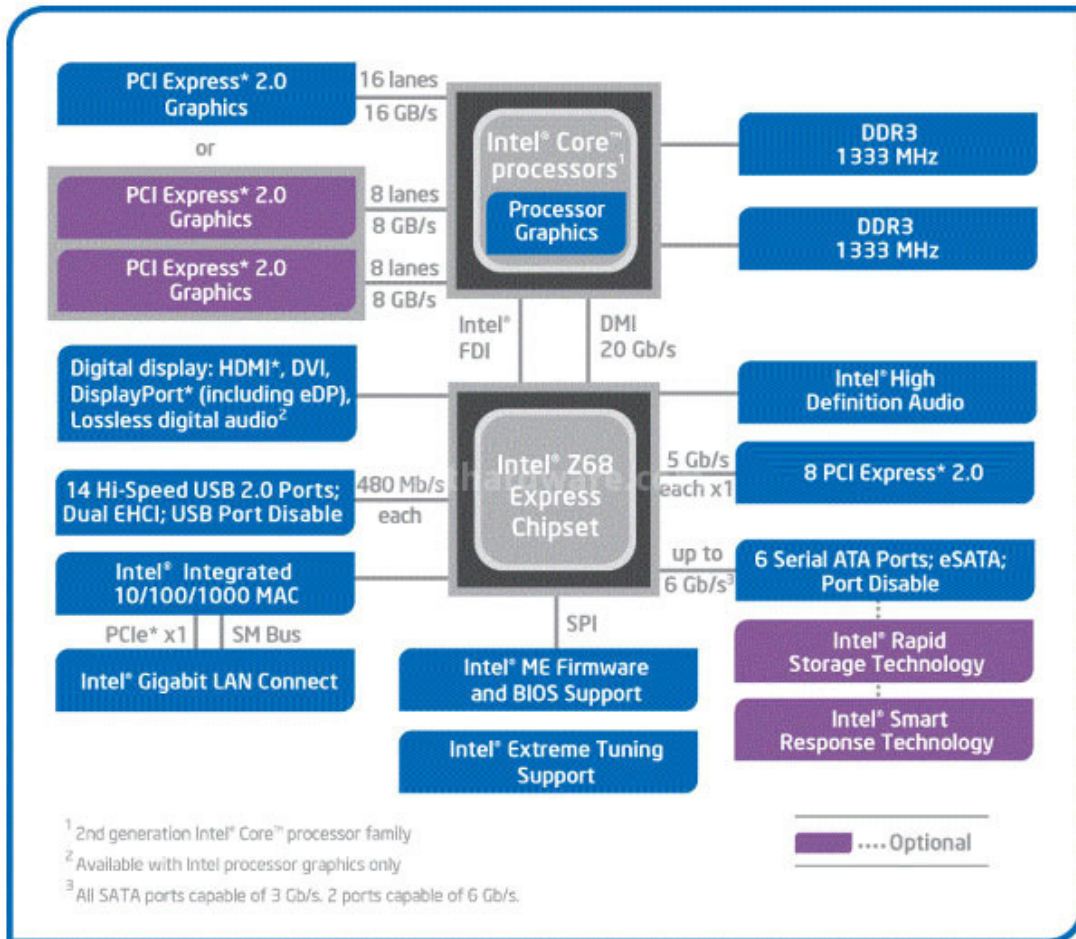 PCI Express* 2.0
Graphics
16 lanes
16 GB/s
or
PCI Express* 2.0
Graphics
8 lanes
8 GB/s
PCI Express* 2.0
Graphics
8 lanes
8 GB/s
Intel® Core™
processors¹
Processor
Graphics
DDR3
1333 MHz
DDR3
1333 MHz
Intel®
FDI
DMI
20 Gb/s
Digital display: HDMI*, DVI,
DisplayPort* (including eDP),
Lossless digital audio²
Intel® High
Definition Audio
Intel® Z68
Express
Chipset
5 Gb/s
each x1
8 PCI Express* 2.0
14 Hi-Speed USB 2.0 Ports;
Dual EHCI; USB Port Disable
480 Mb/s
each
up to
6 Gb/s³
6 Serial ATA Ports; eSATA;
Port Disable
Intel® Integrated
10/100/1000 MAC
PCIe* x1
SM Bus
Intel® Gigabit LAN Connect
SPI
Intel® ME Firmware
and BIOS Support
Intel® Extreme Tuning
Support
Intel® Rapid
Storage Technology
Intel® Smart
Response Technology
¹ 2nd generation Intel® Core™ processor family
² Available with Intel processor graphics only
³ All SATA ports capable of 3 Gb/s. 2 ports capable of 6 Gb/s.
.... Optional